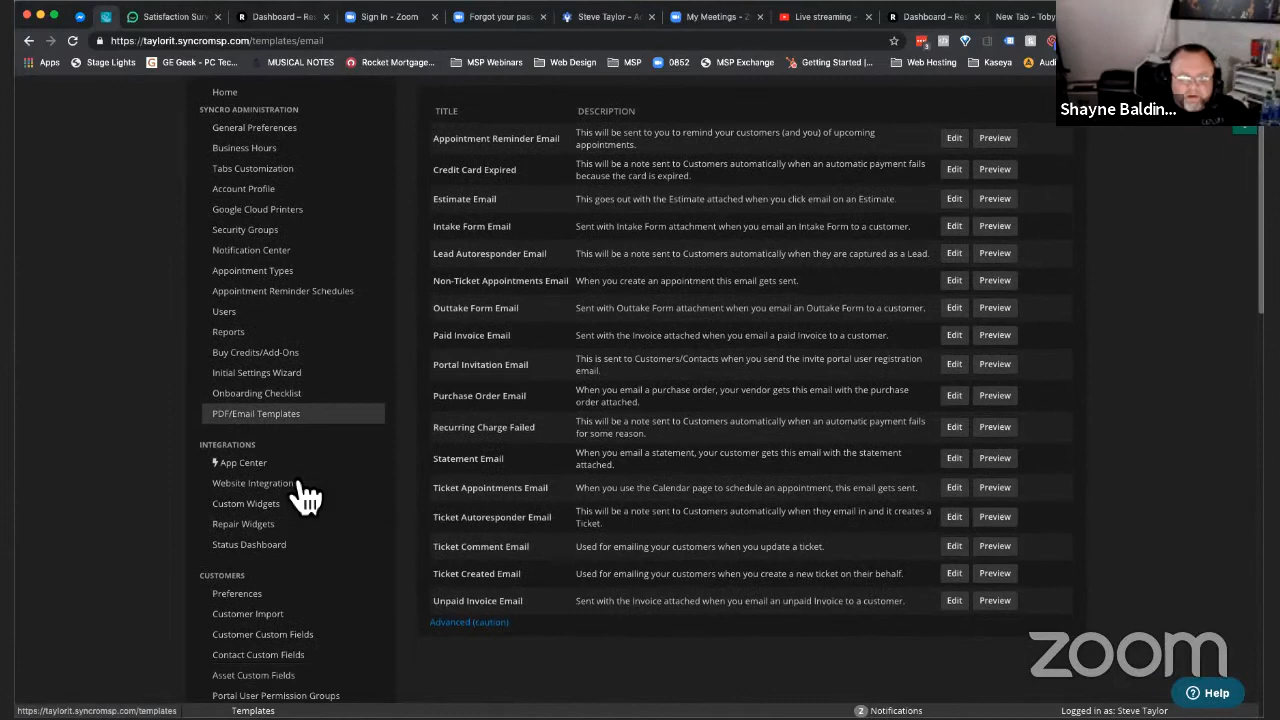 Satisfaction Surv
Dashboard – Re
Sign In - Zoom
Forgot your pas
Steve Taylor - A
My Meetings - Z
Live streaming -
Dashboard – Re
New Tab - Toby
https://taylorit.syncromsp.com/templates/email
3
Apps
Stage Lights
GE Geek - PC Tec...
MUSICAL NOTES
Rocket Mortgage...
MSP Webinars
Web Design
MSP
0852
MSP Exchange
Getting Started |...
Web Hosting
Kaseya
Shayne Baldin...
Home
SYNCRO ADMINISTRATION
General Preferences
Business Hours
Tabs Customization
Account Profile
Google Cloud Printers
Security Groups
Notification Center
Appointment Types
Appointment Reminder Schedules
Users
Reports
Buy Credits/Add-Ons
Initial Settings Wizard
Onboarding Checklist
PDF/Email Templates
INTEGRATIONS
App Center
Website Integration
Custom Widgets
Repair Widgets
Status Dashboard
CUSTOMERS
Preferences
Customer Import
Customer Custom Fields
Contact Custom Fields
Asset Custom Fields
Portal User Permission Groups
TITLE DESCRIPTION
Appointment Reminder Email This will be sent to you to remind your customers (and you) of upcoming
appointments. Edit Preview
Credit Card Expired This will be a note sent to Customers automatically when an automatic payment fails
because the card is expired. Edit Preview
Estimate Email This goes out with the Estimate attached when you click email on an Estimate. Edit Preview
Intake Form Email Sent with Intake Form attachment when you email an Intake Form to a customer. Edit Preview
Lead Autoresponder Email This will be a note sent to Customers automatically when they are captured as a Lead. Edit Preview
Non-Ticket Appointments Email When you create an appointment this email gets sent. Edit Preview
Outtake Form Email Sent with Outtake Form attachment when you email an Outtake Form to a customer. Edit Preview
Paid Invoice Email Sent with the Invoice attached when you email a paid Invoice to a customer. Edit Preview
Portal Invitation Email This is sent to Customers/Contacts when you send the invite portal user registration
email. Edit Preview
Purchase Order Email When you email a purchase order, your vendor gets this email with the purchase
order attached. Edit Preview
Recurring Charge Failed This will be a note sent to Customers automatically when an automatic payment fails
for some reason. Edit Preview
Statement Email When you email a statement, your customer gets this email with the statement
attached. Edit Preview
Ticket Appointments Email When you use the Calendar page to schedule an appointment, this email gets sent. Edit Preview
Ticket Autoresponder Email This will be a note sent to Customers automatically when they email in and it creates a
Ticket. Edit Preview
Ticket Comment Email Used for emailing your customers when you update a ticket. Edit Preview
Ticket Created Email Used for emailing your customers when you create a new ticket on their behalf. Edit Preview
Unpaid Invoice Email Sent with the Invoice attached when you email an unpaid Invoice to a customer. Edit Preview
Advanced (caution)
zoom
Help
https://taylorit.syncromsp.com/templates
Templates
2 Notifications
Logged in as: Steve Taylor